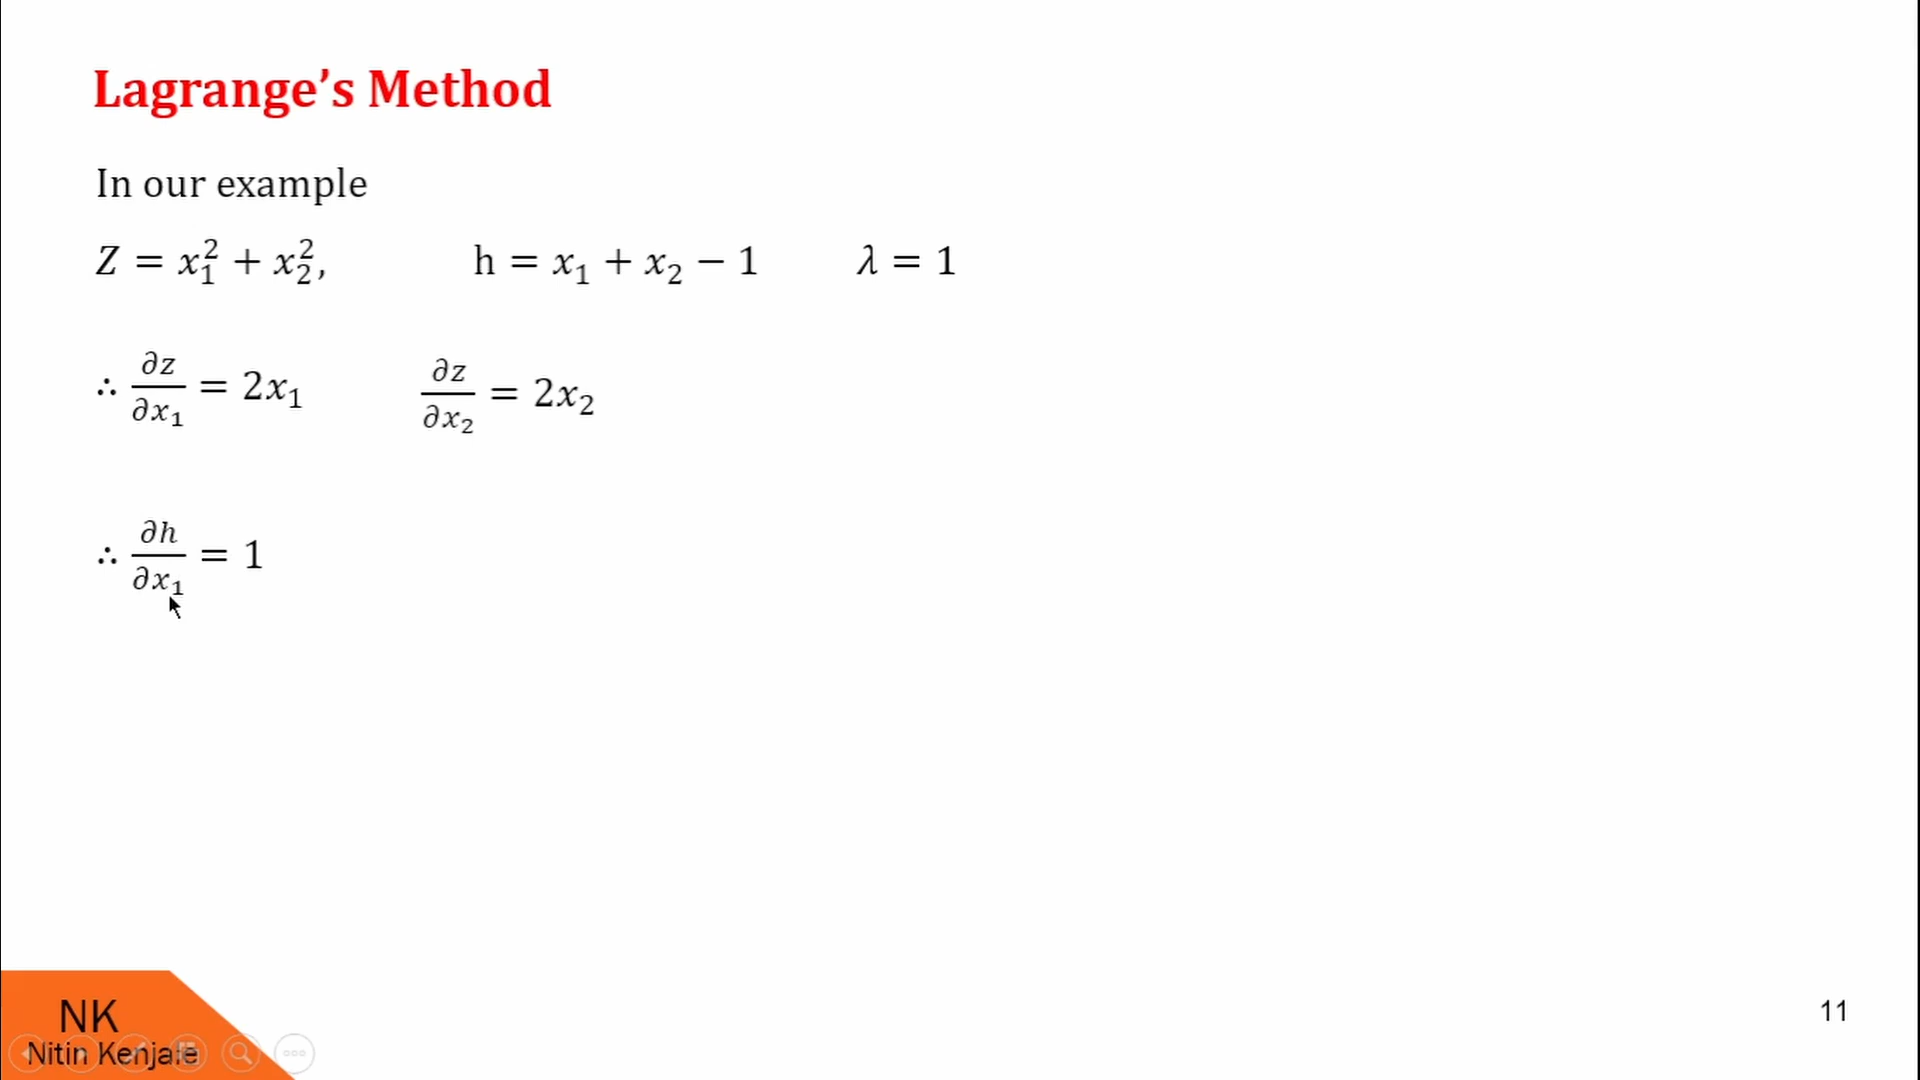 Lagrange’s Method
In our example
Z = x₁² + x₂², h = x₁ + x₂ − 1 λ = 1
∴ ∂z/∂x₁ = 2x₁ ∂z/∂x₂ = 2x₂
∴ ∂h/∂x₁ = 1
NK
Nitin Kenjale
11